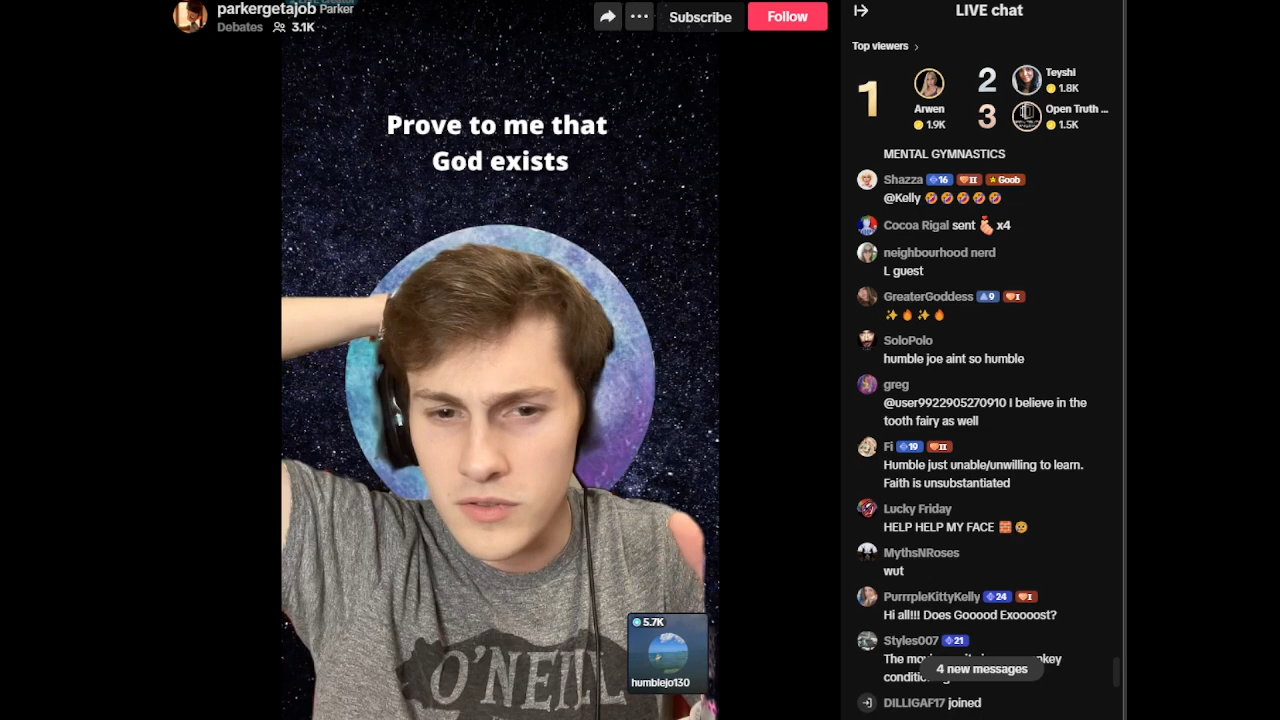 parkergetajob Parker
Debates 3.1K
Subscribe
Follow
Prove to me that
God exists
O'NEILL
5.7K
humblejo130
LIVE chat
Top viewers
1
Arwen
1.9K
2
Teyshi
1.8K
3
Open Truth ...
1.5K
MENTAL GYMNASTICS
Shazza 16 II Goob
@Kelly 🤣🤣🤣🤣🤣
Cocoa Rigal sent x4
neighbourhood nerd
L guest
GreaterGoddess 9 I
✨🔥✨🔥
SoloPolo
humble joe aint so humble
greg
@user9922905270910 I believe in the
tooth fairy as well
Fi 19 II
Humble just unable/unwilling to learn.
Faith is unsubstantiated
Lucky Friday
HELP HELP MY FACE 🧱
MythsNRoses
wut
PurrrpleKittyKelly 24 I
Hi all!!! Does Gooood Exoooost?
Styles007 21
The
4 new messages
DILLIGAF17 joined